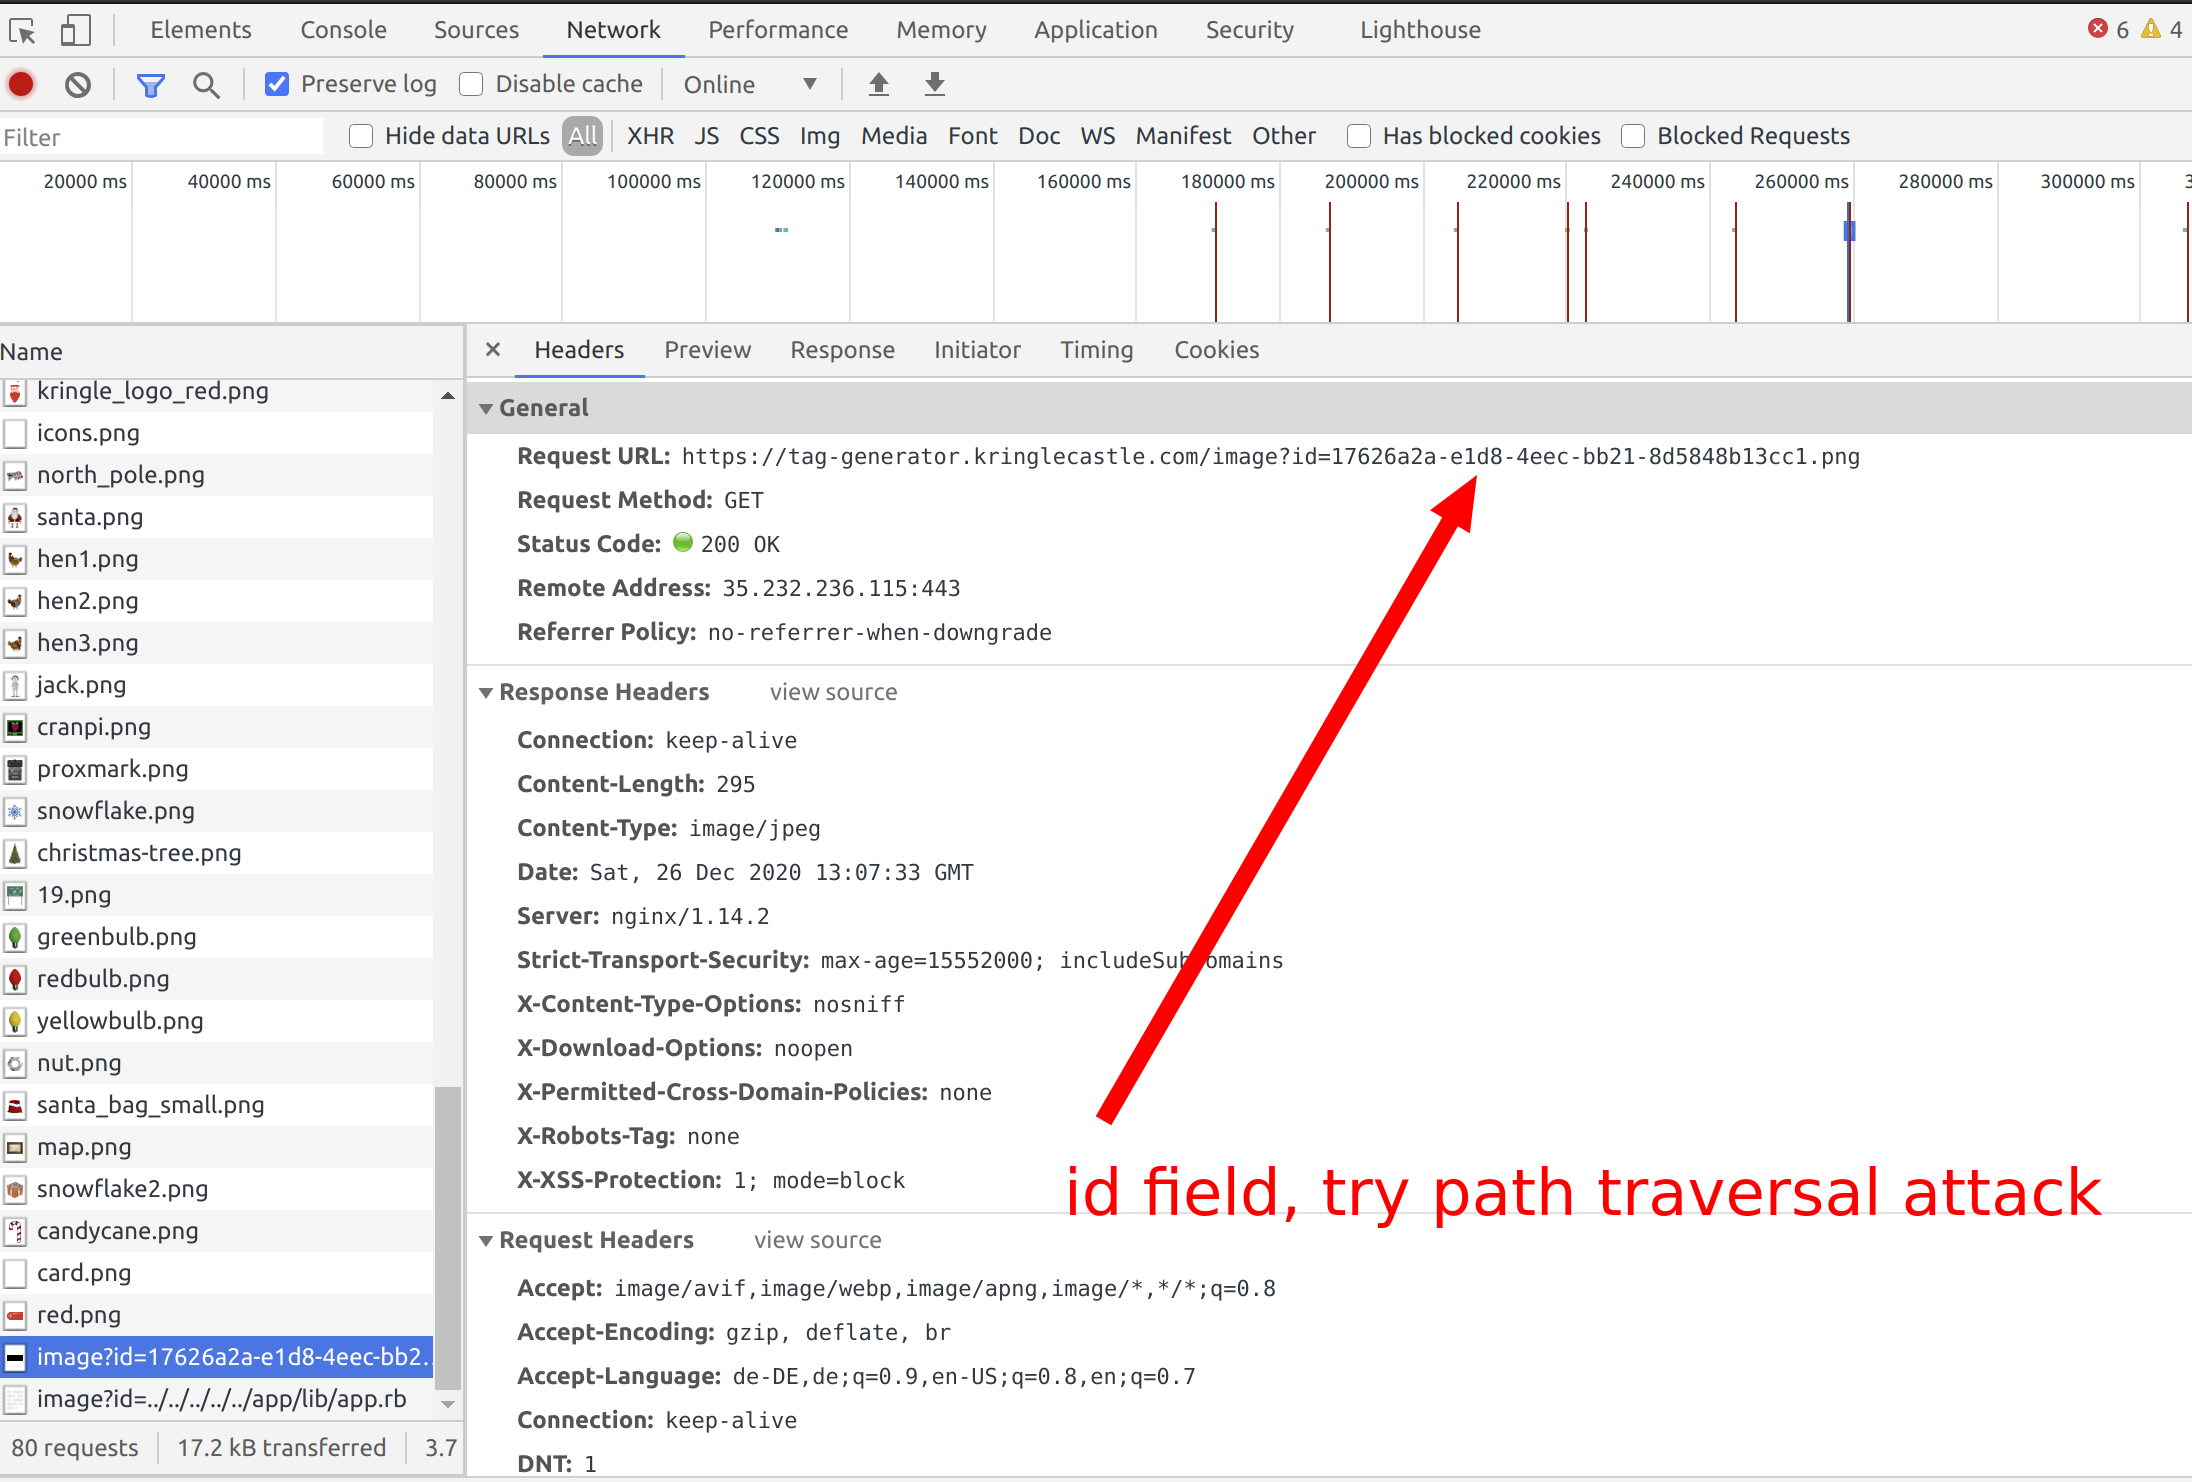 Elements Console Sources Network Performance Memory Application Security Lighthouse 6 4
Preserve log Disable cache Online
Filter Hide data URLs All XHR JS CSS Img Media Font Doc WS Manifest Other Has blocked cookies Blocked Requests
20000 ms 40000 ms 60000 ms 80000 ms 100000 ms 120000 ms 140000 ms 160000 ms 180000 ms 200000 ms 220000 ms 240000 ms 260000 ms 280000 ms 300000 ms
Name
kringle_logo_red.png
icons.png
north_pole.png
santa.png
hen1.png
hen2.png
hen3.png
jack.png
cranpi.png
proxmark.png
snowflake.png
christmas-tree.png
19.png
greenbulb.png
redbulb.png
yellowbulb.png
nut.png
santa_bag_small.png
map.png
snowflake2.png
candycane.png
card.png
red.png
image?id=17626a2a-e1d8-4eec-bb2..
image?id=../../../../../app/lib/app.rb
80 requests 17.2 kB transferred 3.7
× Headers Preview Response Initiator Timing Cookies
General
Request URL: https://tag-generator.kringlecastle.com/image?id=17626a2a-e1d8-4eec-bb21-8d5848b13cc1.png
Request Method: GET
Status Code: 200 OK
Remote Address: 35.232.236.115:443
Referrer Policy: no-referrer-when-downgrade
Response Headers view source
Connection: keep-alive
Content-Length: 295
Content-Type: image/jpeg
Date: Sat, 26 Dec 2020 13:07:33 GMT
Server: nginx/1.14.2
Strict-Transport-Security: max-age=15552000; includeSubdomains
X-Content-Type-Options: nosniff
X-Download-Options: noopen
X-Permitted-Cross-Domain-Policies: none
X-Robots-Tag: none
X-XSS-Protection: 1; mode=block
id field, try path traversal attack
Request Headers view source
Accept: image/avif,image/webp,image/apng,image/*,*/*;q=0.8
Accept-Encoding: gzip, deflate, br
Accept-Language: de-DE,de;q=0.9,en-US;q=0.8,en;q=0.7
Connection: keep-alive
DNT: 1